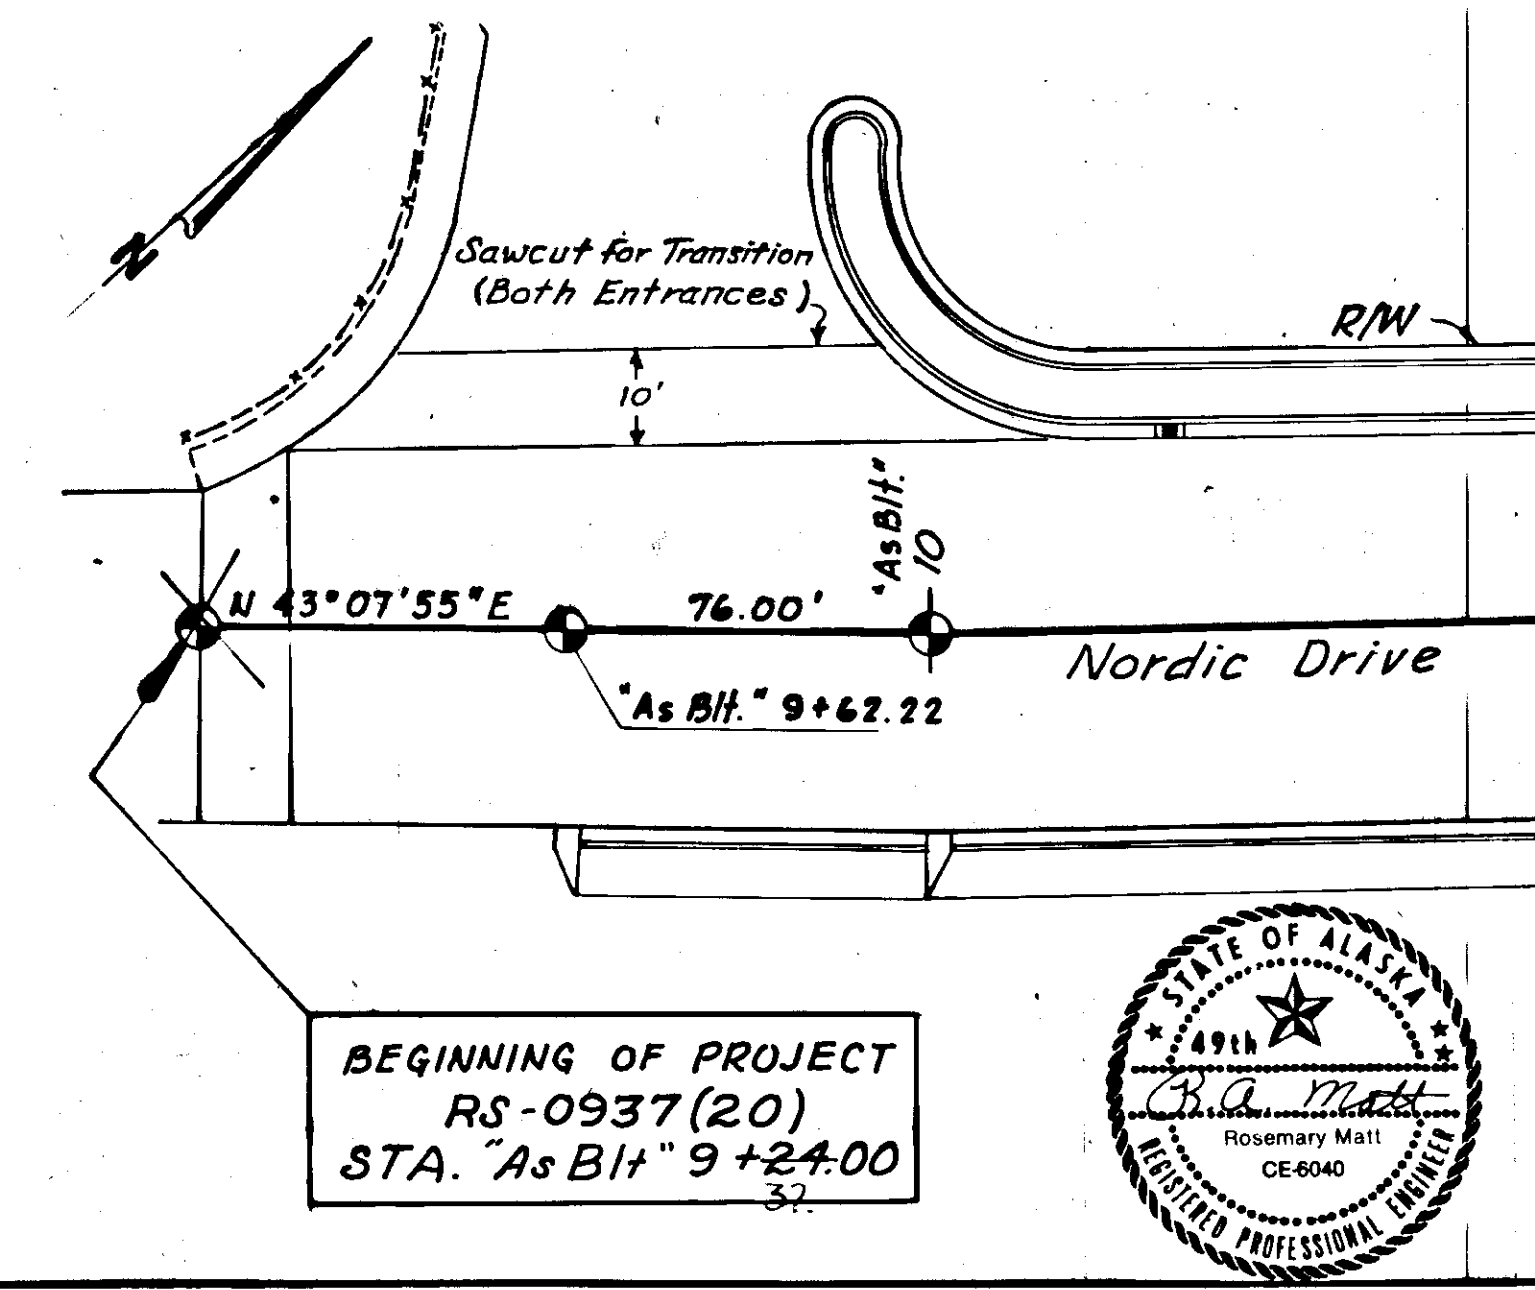 N
Sawcut for Transition
(Both Entrances)
R/W
10'
"As Blt."
10
N 43°07'55"E
76.00'
Nordic Drive
"As Blt." 9+62.22
BEGINNING OF PROJECT
RS-0937(20)
STA. "As Blt" 9+24.00
32.
STATE OF ALASKA
49th
R. A. Matt
Rosemary Matt
CE-6040
REGISTERED PROFESSIONAL ENGINEER